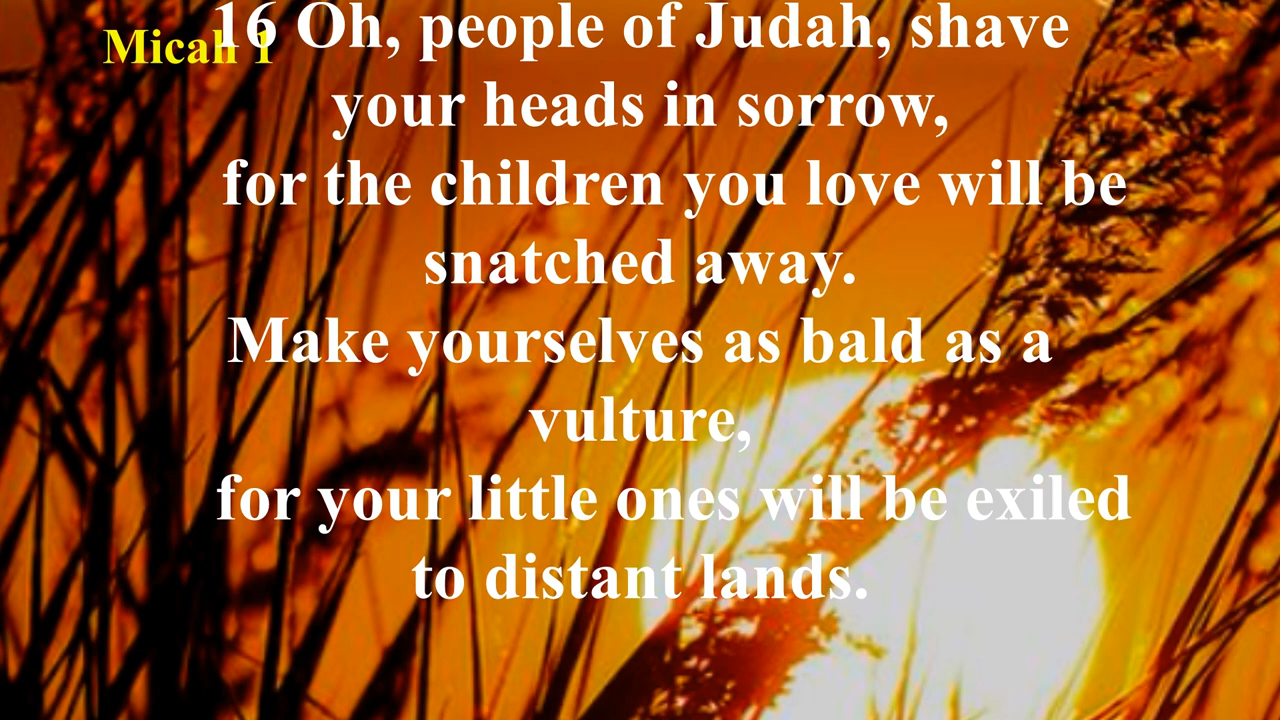 Micah 1
16 Oh, people of Judah, shave
your heads in sorrow,
for the children you love will be
snatched away.
Make yourselves as bald as a
vulture,
for your little ones will be exiled
to distant lands.